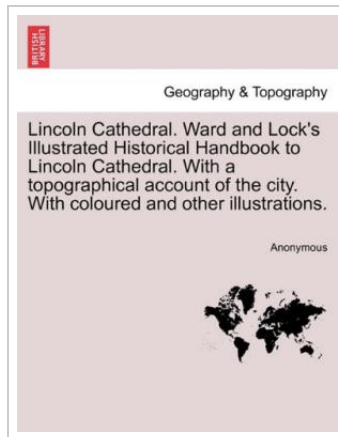 BRITISH
LIBRARY
HISTORICAL
Geography & Topography
Lincoln Cathedral. Ward and Lock's
Illustrated Historical Handbook to
Lincoln Cathedral. With a
topographical account of the city.
With coloured and other illustrations.
Anonymous